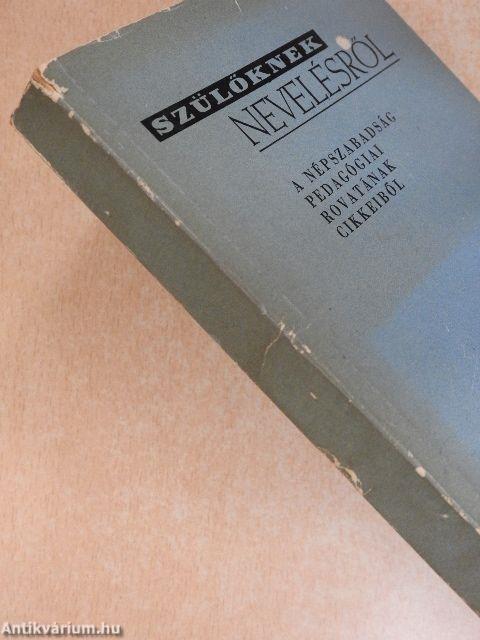 SZÜLŐKNEK
NEVELÉSRŐL
A NÉPSZABADSÁG
PEDAGÓGIAI
ROVATÁNAK
CIKKEIBŐL
Antikvárium.hu